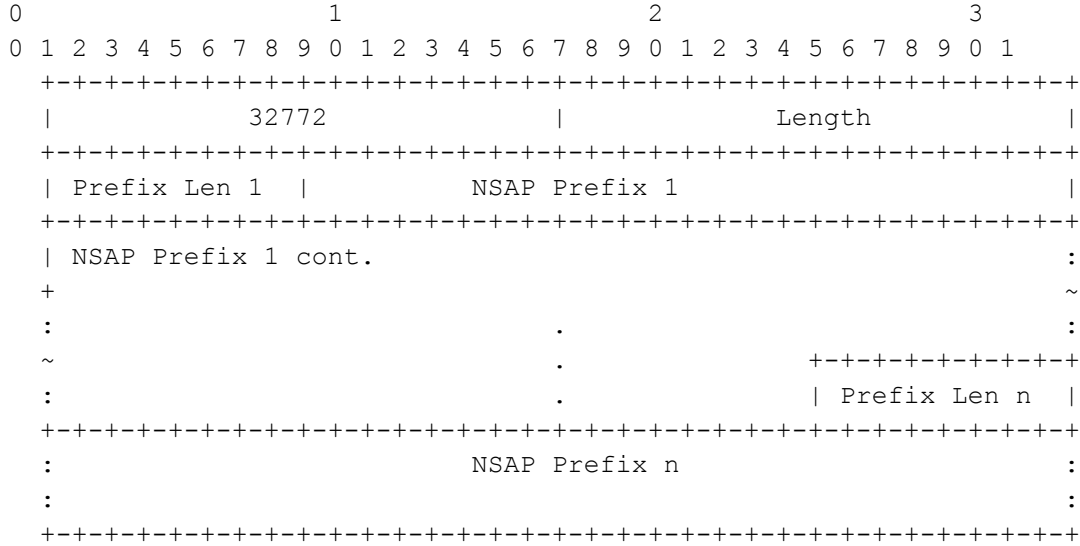 0                   1                   2                   3
0 1 2 3 4 5 6 7 8 9 0 1 2 3 4 5 6 7 8 9 0 1 2 3 4 5 6 7 8 9 0 1
  +-+-+-+-+-+-+-+-+-+-+-+-+-+-+-+-+-+-+-+-+-+-+-+-+-+-+-+-+-+-+-+-+
  |            32772              |             Length            |
  +-+-+-+-+-+-+-+-+-+-+-+-+-+-+-+-+-+-+-+-+-+-+-+-+-+-+-+-+-+-+-+-+
  | Prefix Len 1  |          NSAP Prefix 1                        |
  +-+-+-+-+-+-+-+-+-+-+-+-+-+-+-+-+-+-+-+-+-+-+-+-+-+-+-+-+-+-+-+-+
  | NSAP Prefix 1 cont.                                           :
  +                                                               ~
  :                               .                               :
  ~                               .               +-+-+-+-+-+-+-+-+
  :                               .               | Prefix Len n  |
  +-+-+-+-+-+-+-+-+-+-+-+-+-+-+-+-+-+-+-+-+-+-+-+-+-+-+-+-+-+-+-+-+
  :                          NSAP Prefix n                        :
  :                                                               :
  +-+-+-+-+-+-+-+-+-+-+-+-+-+-+-+-+-+-+-+-+-+-+-+-+-+-+-+-+-+-+-+-+